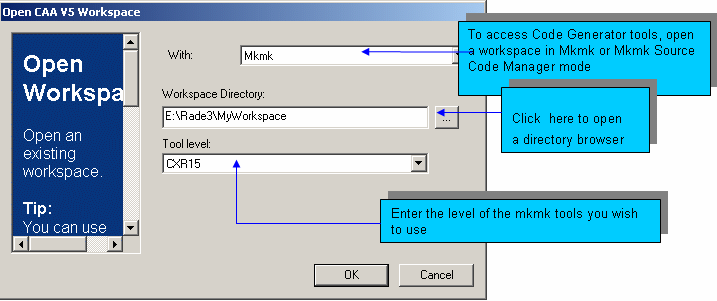 Open CAA V5 Workspace
Open
Workspa
Open an
existing
workspace.
Tip:
You can use
With:
Mkmk
Workspace Directory:
E:\Rade3\MyWorkspace
...
Tool level:
CXR15
OK
Cancel
To access Code Generator tools, open
a workspace in Mkmk or Mkmk Source
Code Manager mode
Click here to open
a directory browser
Enter the level of the mkmk tools you wish
to use